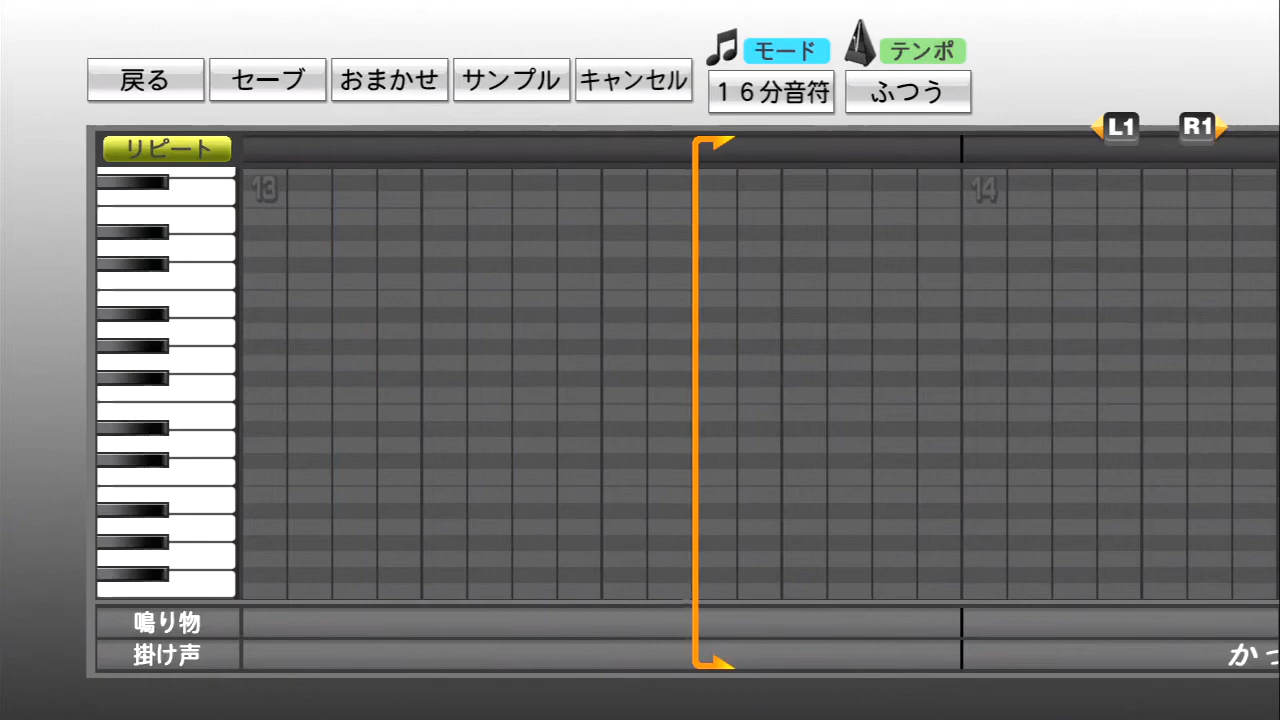 モード テンポ
戻る セーブ おまかせ サンプル キャンセル １６分音符 ふつう
L1 R1
リピート
13 14
鳴り物
掛け声 かっ